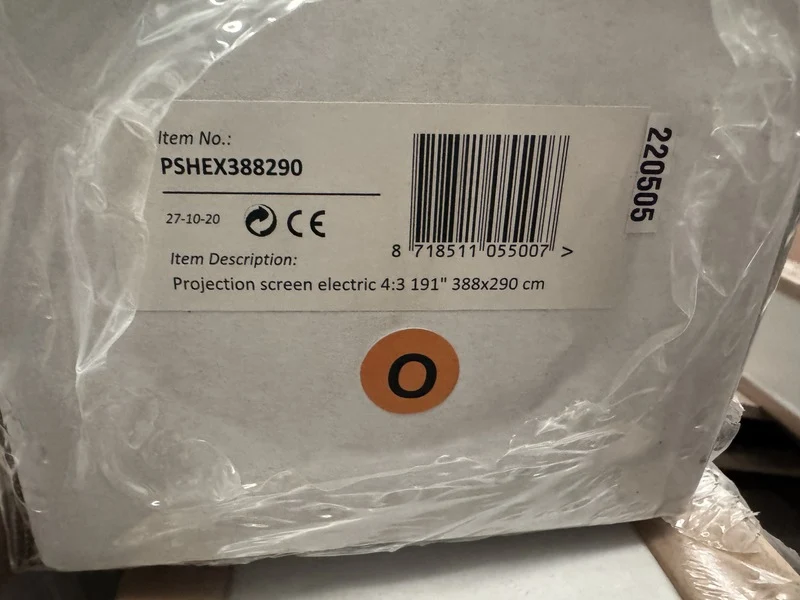 Item No.:
PSHEX388290
27-10-20 CE
Item Description:
Projection screen electric 4:3 191" 388x290 cm
8 718511 055007 >
220505
O